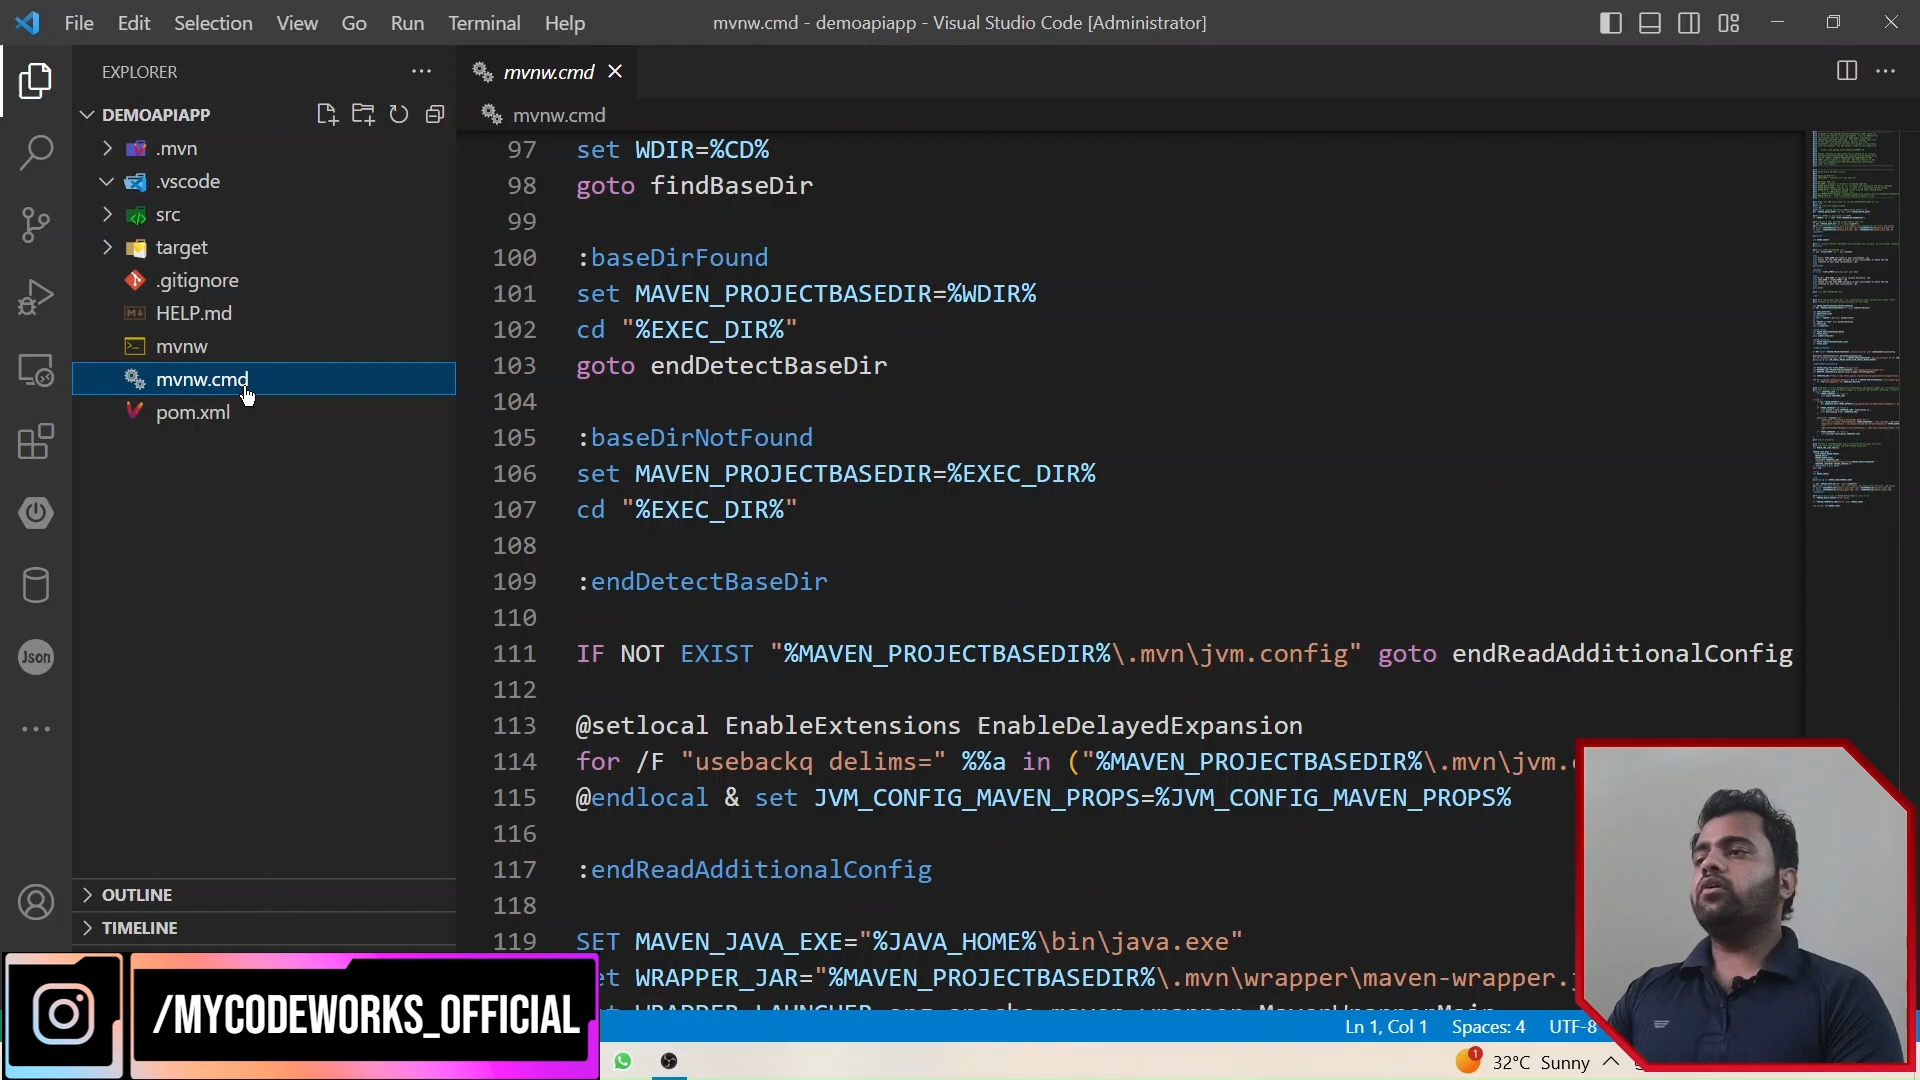 File Edit Selection View Go Run Terminal Help
mvnw.cmd - demoapiapp - Visual Studio Code [Administrator]
EXPLORER
DEMOAPIAPP
.mvn
.vscode
src
target
.gitignore
HELP.md
mvnw
mvnw.cmd
pom.xml
OUTLINE
TIMELINE
Json
mvnw.cmd
mvnw.cmd
97 set WDIR=%CD%
98 goto findBaseDir
99
100 :baseDirFound
101 set MAVEN_PROJECTBASEDIR=%WDIR%
102 cd "%EXEC_DIR%"
103 goto endDetectBaseDir
104
105 :baseDirNotFound
106 set MAVEN_PROJECTBASEDIR=%EXEC_DIR%
107 cd "%EXEC_DIR%"
108
109 :endDetectBaseDir
110
111 IF NOT EXIST "%MAVEN_PROJECTBASEDIR%\.mvn\jvm.config" goto endReadAdditionalConfig
112
113 @setlocal EnableExtensions EnableDelayedExpansion
114 for /F "usebackq delims=" %%a in ("%MAVEN_PROJECTBASEDIR%\.mvn\jvm.
115 @endlocal & set JVM_CONFIG_MAVEN_PROPS=%JVM_CONFIG_MAVEN_PROPS%
116
117 :endReadAdditionalConfig
118
119 SET MAVEN_JAVA_EXE="%JAVA_HOME%\bin\java.exe"
et WRAPPER_JAR="%MAVEN_PROJECTBASEDIR%\.mvn\wrapper\maven-wrapper.
/MYCODEWORKS_OFFICIAL
Ln 1, Col 1 Spaces: 4 UTF-8
1 32°C Sunny